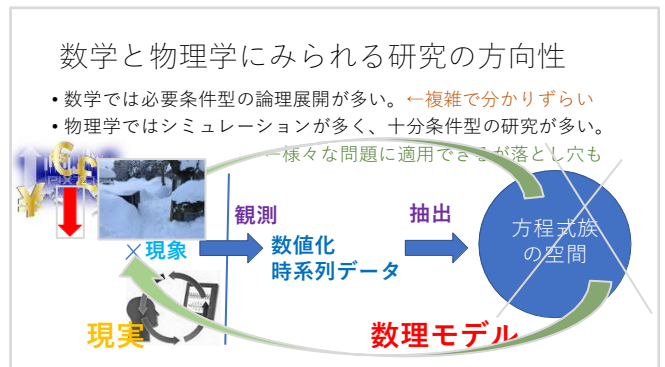 数学と物理学にみられる研究の方向性
• 数学では必要条件型の論理展開が多い。←複雑で分かりずらい
• 物理学ではシミュレーションが多く、十分条件型の研究が多い。
←様々な問題に適用できるが落とし穴も
€ £
¥
観測
抽出
×現象
数値化
時系列データ
方程式族
の空間
現実
数理モデル